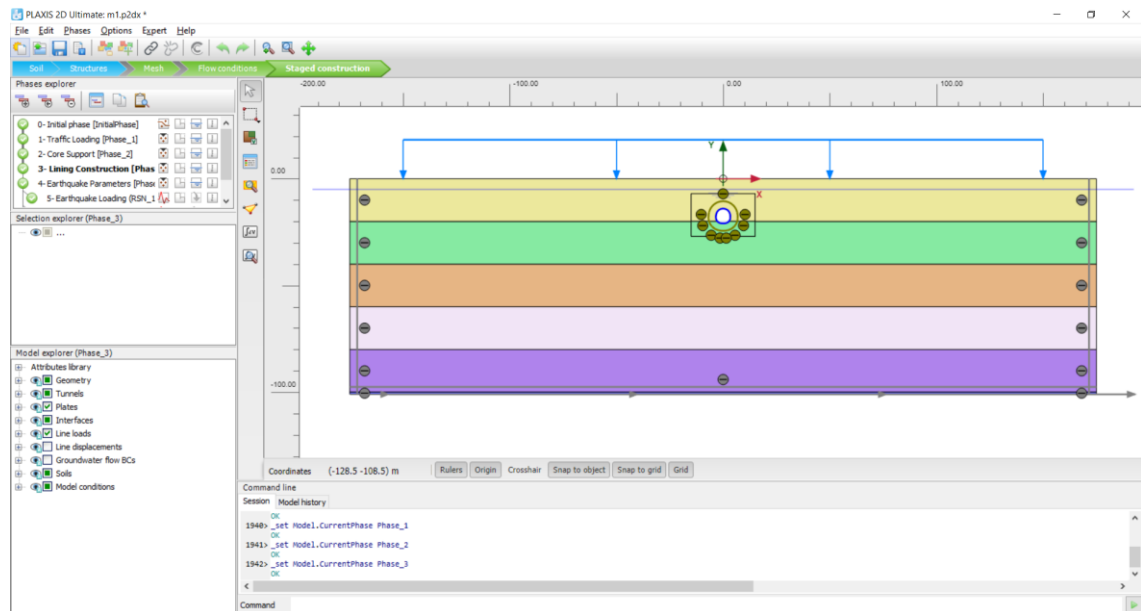 PLAXIS 2D Ultimate: m1.p2dx *
File Edit Phases Options Expert Help
Soil Structures Mesh Flow conditions Staged construction
Phases explorer
0- Initial phase [InitialPhase]
1- Traffic Loading [Phase_1]
2- Core Support [Phase_2]
3- Lining Construction [Phas
4- Earthquake Parameters [Phase
5- Earthquake Loading (RSN_1
Selection explorer (Phase_3)
...
Model explorer (Phase_3)
Attributes library
Geometry
Tunnels
Plates
Interfaces
Line loads
Line displacements
Groundwater flow BCs
Soils
Model conditions
-200.00 -100.00 0.00 100.00
0.00
-100.00
Y
X
Coordinates (-128.5 -108.5) m Rulers Origin Crosshair Snap to object Snap to grid Grid
Command line
Session Model history
OK
1940> _set Model.CurrentPhase Phase_1
OK
1941> _set Model.CurrentPhase Phase_2
OK
1942> _set Model.CurrentPhase Phase_3
OK
Command